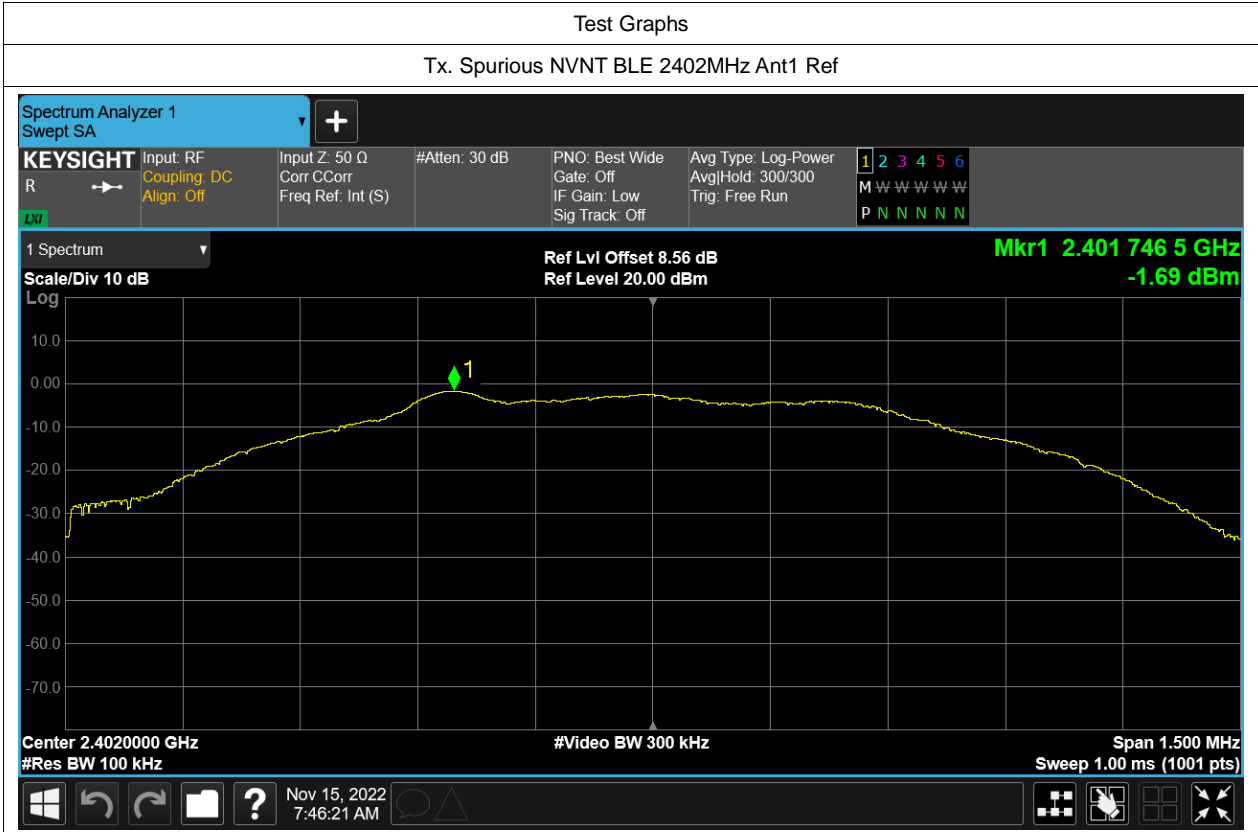 Test Graphs
Tx. Spurious NVNT BLE 2402MHz Ant1 Ref
Spectrum Analyzer 1
Swept SA
KEYSIGHT
R
LXI
Input: RF
Coupling: DC
Align: Off
Input Z: 50 Ω
Corr CCorr
Freq Ref: Int (S)
#Atten: 30 dB
PNO: Best Wide
Gate: Off
IF Gain: Low
Sig Track: Off
Avg Type: Log-Power
Avg|Hold: 300/300
Trig: Free Run
1 2 3 4 5 6
M W W W W W
P N N N N N
1 Spectrum
Scale/Div 10 dB
Log
Ref Lvl Offset 8.56 dB
Ref Level 20.00 dBm
Mkr1 2.401 746 5 GHz
-1.69 dBm
10.0
0.00
-10.0
-20.0
-30.0
-40.0
-50.0
-60.0
-70.0
1
Center 2.4020000 GHz
#Res BW 100 kHz
#Video BW 300 kHz
Span 1.500 MHz
Sweep 1.00 ms (1001 pts)
?
Nov 15, 2022
7:46:21 AM